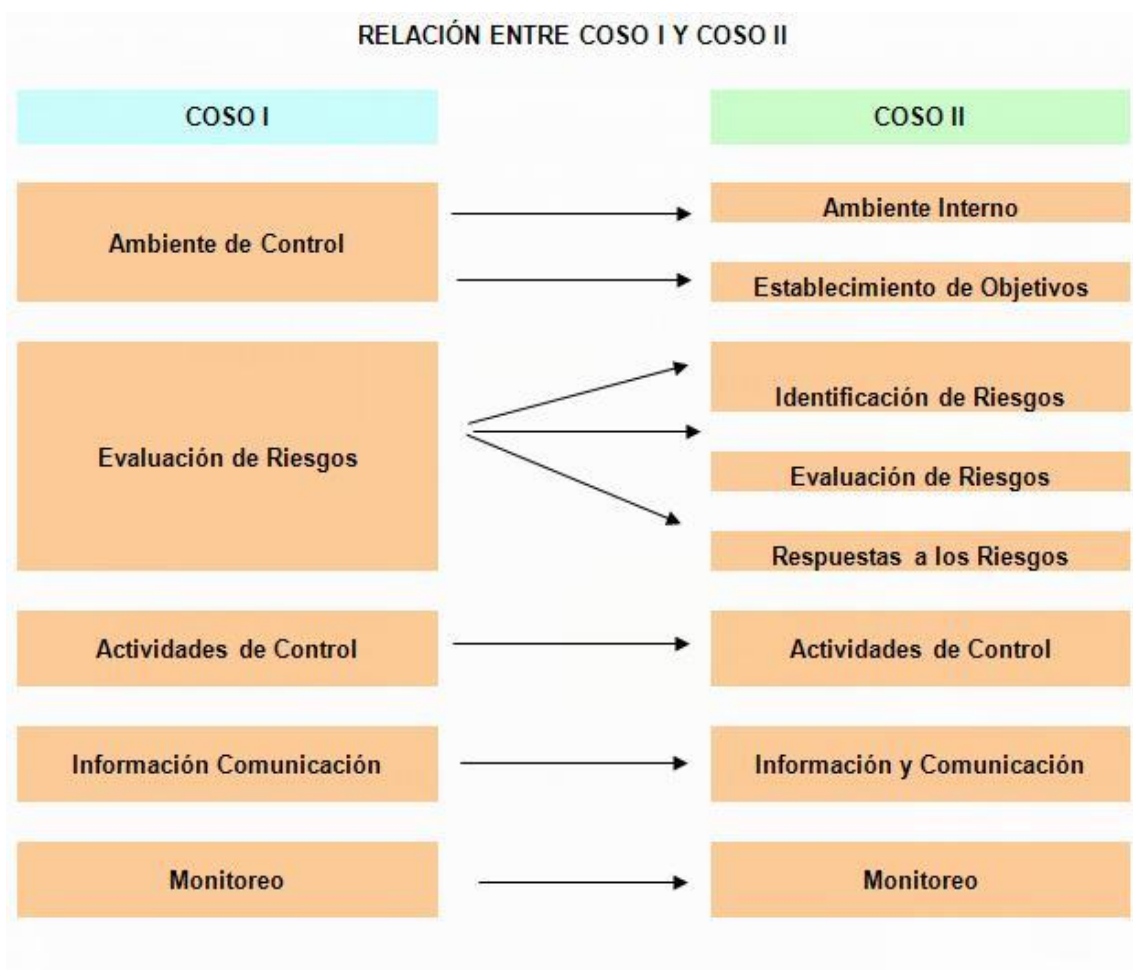 RELACIÓN ENTRE COSO I Y COSO II
COSO I
COSO II
Ambiente de Control
Ambiente Interno
Establecimiento de Objetivos
Evaluación de Riesgos
Identificación de Riesgos
Evaluación de Riesgos
Respuestas a los Riesgos
Actividades de Control
Actividades de Control
Información Comunicación
Información y Comunicación
Monitoreo
Monitoreo